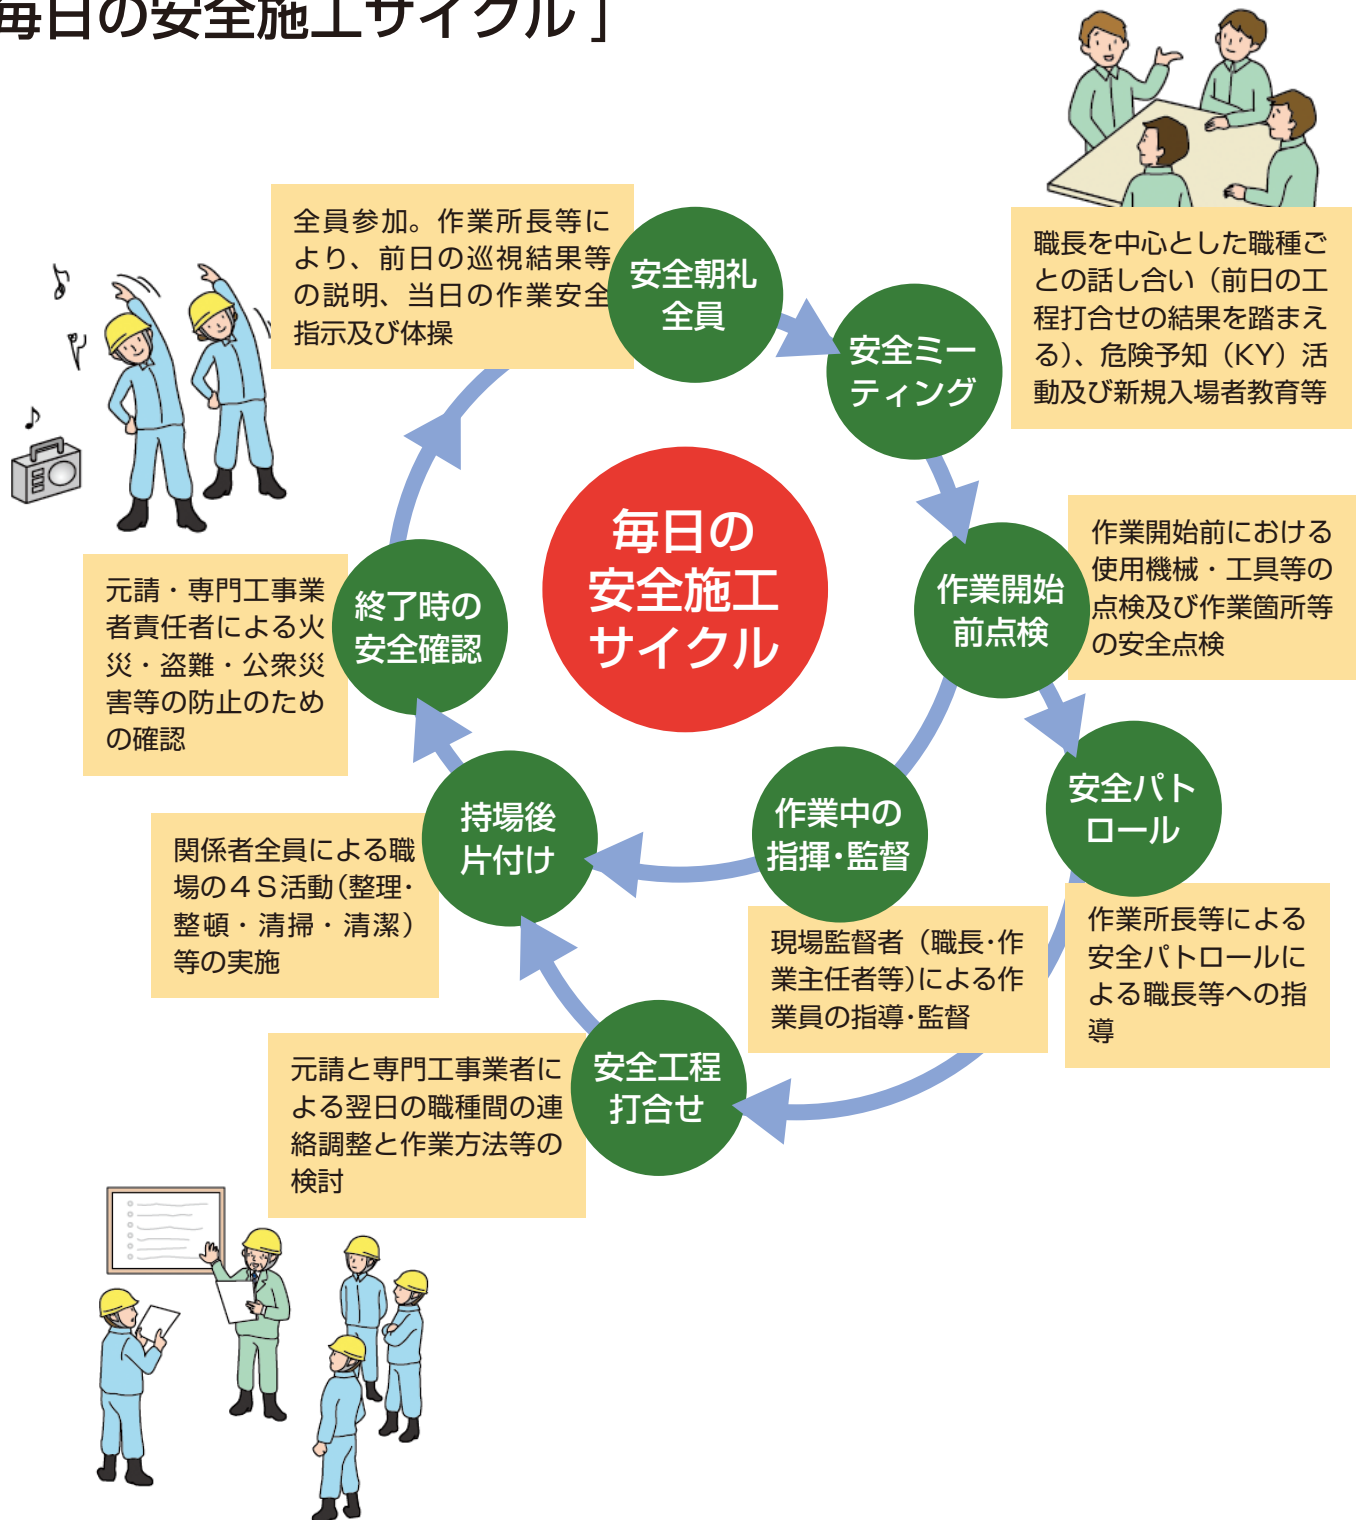 毎日の安全施工サイクル］
全員参加。作業所長等に
より、前日の巡視結果等
の説明、当日の作業安全
指示及び体操
安全朝礼
全員
職長を中心とした職種ご
との話し合い（前日の工
程打合せの結果を踏まえ
る）、危険予知（KY）活
動及び新規入場者教育等
安全ミー
ティング
毎日の
安全施工
サイクル
作業開始前における
使用機械・工具等の
点検及び作業箇所等
の安全点検
作業開始
前点検
元請・専門工事業
者責任者による火
災・盗難・公衆災
害等の防止のため
の確認
終了時の
安全確認
安全パト
ロール
作業所長等による
安全パトロールに
よる職長等への指
導
作業中の
指揮・監督
現場監督者（職長・作
業主任者等）による作
業員の指導・監督
持場後
片付け
関係者全員による職
場の４Ｓ活動（整理・
整頓・清掃・清潔）
等の実施
安全工程
打合せ
元請と専門工事業者に
よる翌日の職種間の連
絡調整と作業方法等の
検討